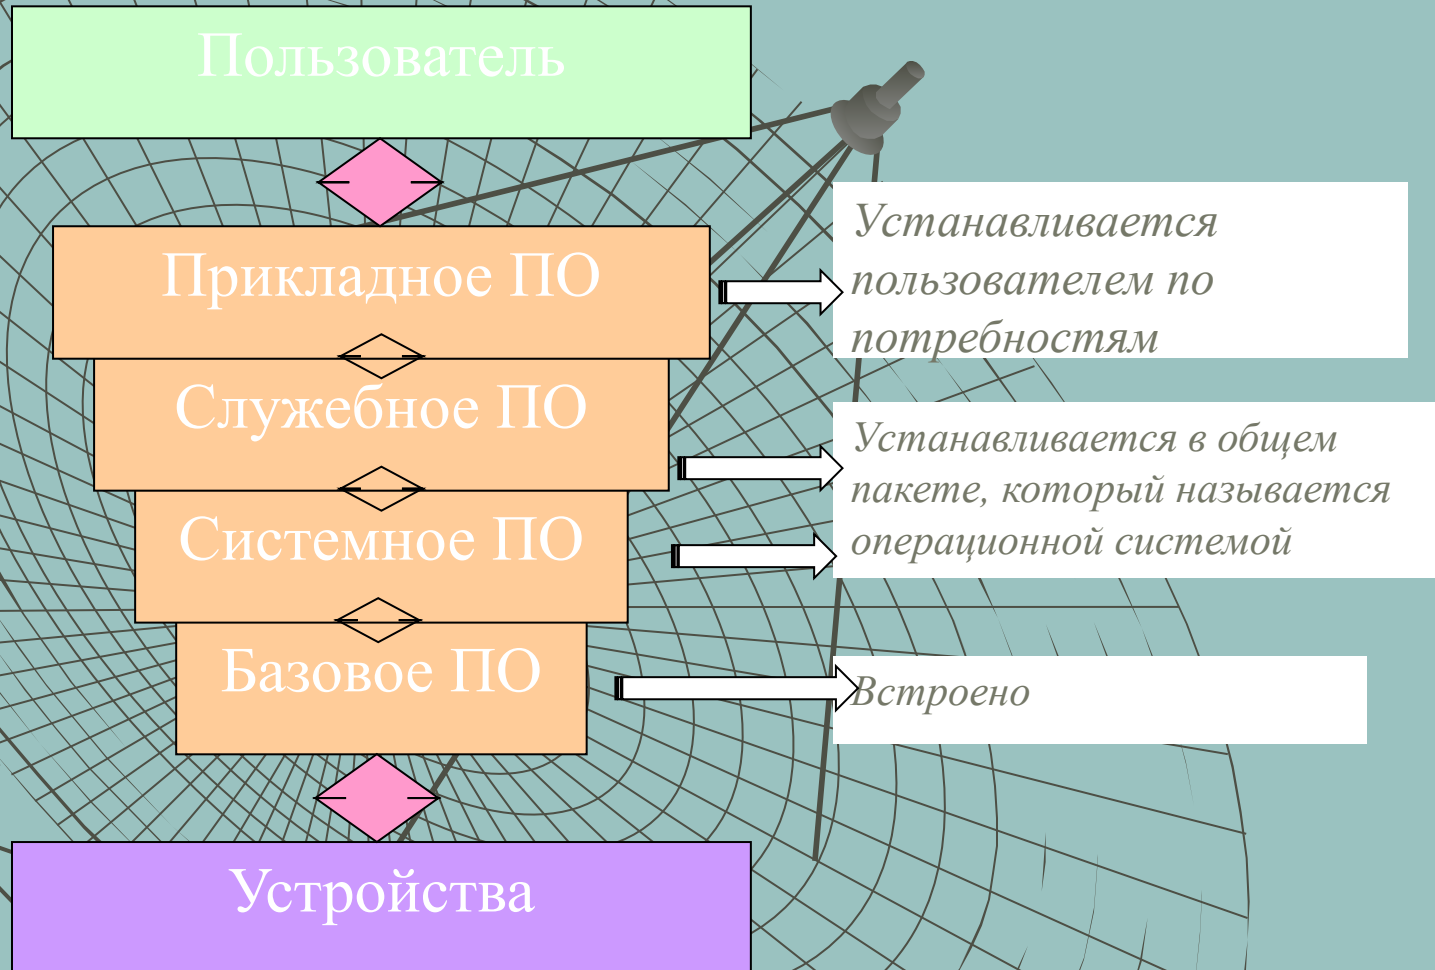 Пользователь
Прикладное ПО
Устанавливается
пользователем по
потребностям
Служебное ПО
Системное ПО
Устанавливается в общем
пакете, который называется
операционной системой
Базовое ПО
Встроено
Устройства